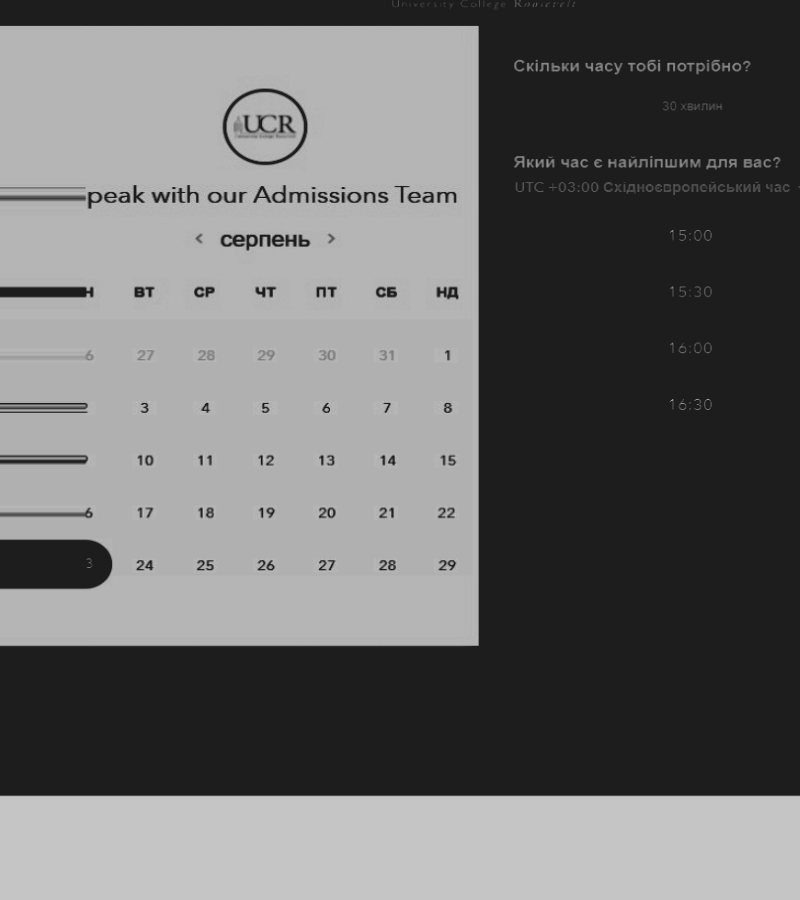 University College Roosevelt
UCR
peak with our Admissions Team
< серпень >
Н ВТ СР ЧТ ПТ СБ НД
6 27 28 29 30 31 1
3 4 5 6 7 8
10 11 12 13 14 15
6 17 18 19 20 21 22
3 24 25 26 27 28 29
Скільки часу тобі потрібно?
30 хвилин
Який час є найліпшим для вас?
UTC +03:00 Східноєвропейський час
15:00
15:30
16:00
16:30